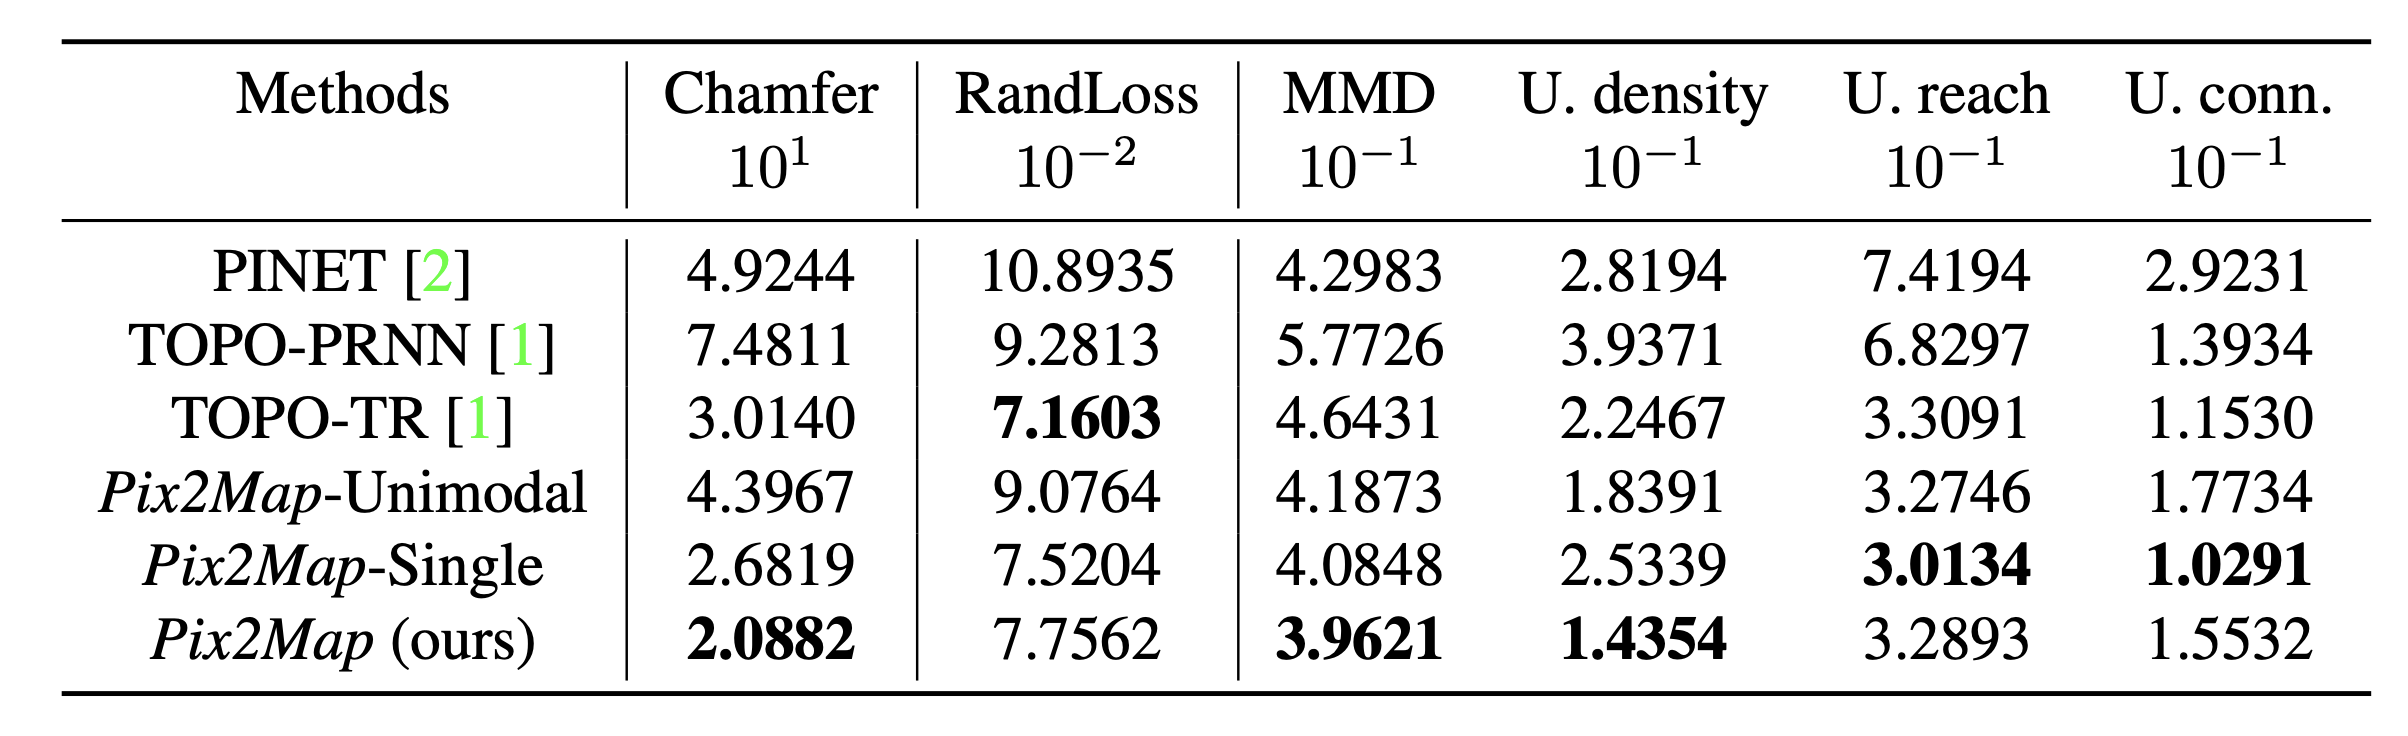 Methods Chamfer RandLoss MMD U. density U. reach U. conn.
10¹ 10⁻² 10⁻¹ 10⁻¹ 10⁻¹ 10⁻¹
PINET [2] 4.9244 10.8935 4.2983 2.8194 7.4194 2.9231
TOPO-PRNN [1] 7.4811 9.2813 5.7726 3.9371 6.8297 1.3934
TOPO-TR [1] 3.0140 7.1603 4.6431 2.2467 3.3091 1.1530
Pix2Map-Unimodal 4.3967 9.0764 4.1873 1.8391 3.2746 1.7734
Pix2Map-Single 2.6819 7.5204 4.0848 2.5339 3.0134 1.0291
Pix2Map (ours) 2.0882 7.7562 3.9621 1.4354 3.2893 1.5532